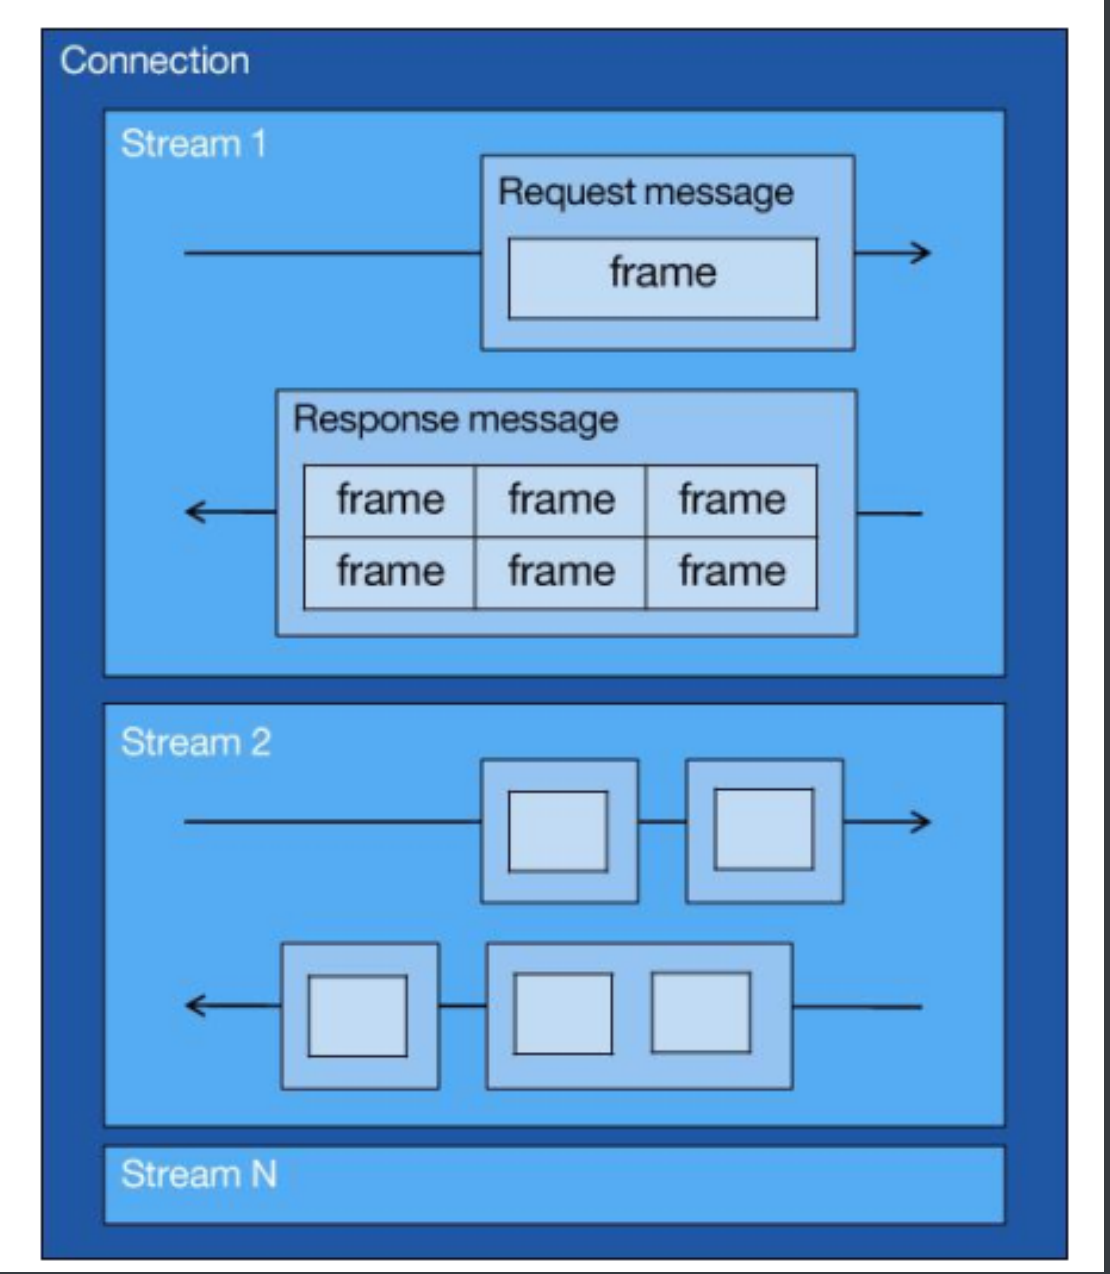 Connection
Stream 1
Request message
frame
Response message
frame frame frame
frame frame frame
Stream 2
Stream N